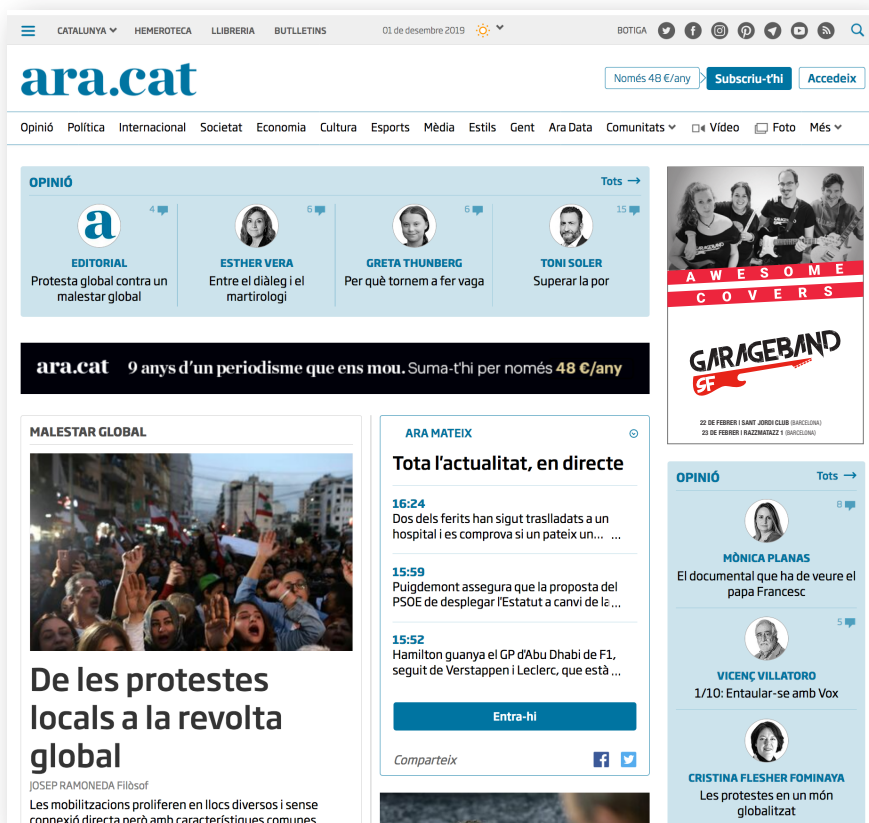 CATALUNYA HEMEROTECA LLIBRERIA BUTLLETINS 01 de desembre 2019 BOTIGA
ara.cat
Només 48 €/any Subscriu-t'hi Accedeix
Opinió Política Internacional Societat Economia Cultura Esports Mèdia Estils Gent Ara Data Comunitats Vídeo Foto Més
OPINIÓ Tots →
4
a
EDITORIAL
Protesta global contra un
malestar global
6
ESTHER VERA
Entre el diàleg i el
martirologi
6
GRETA THUNBERG
Per què tornem a fer vaga
15
TONI SOLER
Superar la por
AWESOME
COVERS
GARAGEBAND
SF
22 DE FEBRER I SANT JORDI CLUB (BARCELONA)
23 DE FEBRER I RAZZMATAZZ 1 (BARCELONA)
ara.cat 9 anys d'un periodisme que ens mou. Suma-t'hi per només 48 €/any
MALESTAR GLOBAL
De les protestes
locals a la revolta
global
JOSEP RAMONEDA Filòsof
Les mobilitzacions proliferen en llocs diversos i sense
connexió directa però amb característiques comunes
ARA MATEIX
Tota l'actualitat, en directe
16:24
Dos dels ferits han sigut traslladats a un
hospital i es comprova si un pateix un... ...
15:59
Puigdemont assegura que la proposta del
PSOE de desplegar l'Estatut a canvi de la ...
15:52
Hamilton guanya el GP d'Abu Dhabi de F1,
seguit de Verstappen i Leclerc, que està ...
Entra-hi
Comparteix
OPINIÓ Tots →
8
MÒNICA PLANAS
El documental que ha de veure el
papa Francesc
5
VICENÇ VILLATORO
1/10: Entaular-se amb Vox
CRISTINA FLESHER FOMINAYA
Les protestes en un món
globalitzat